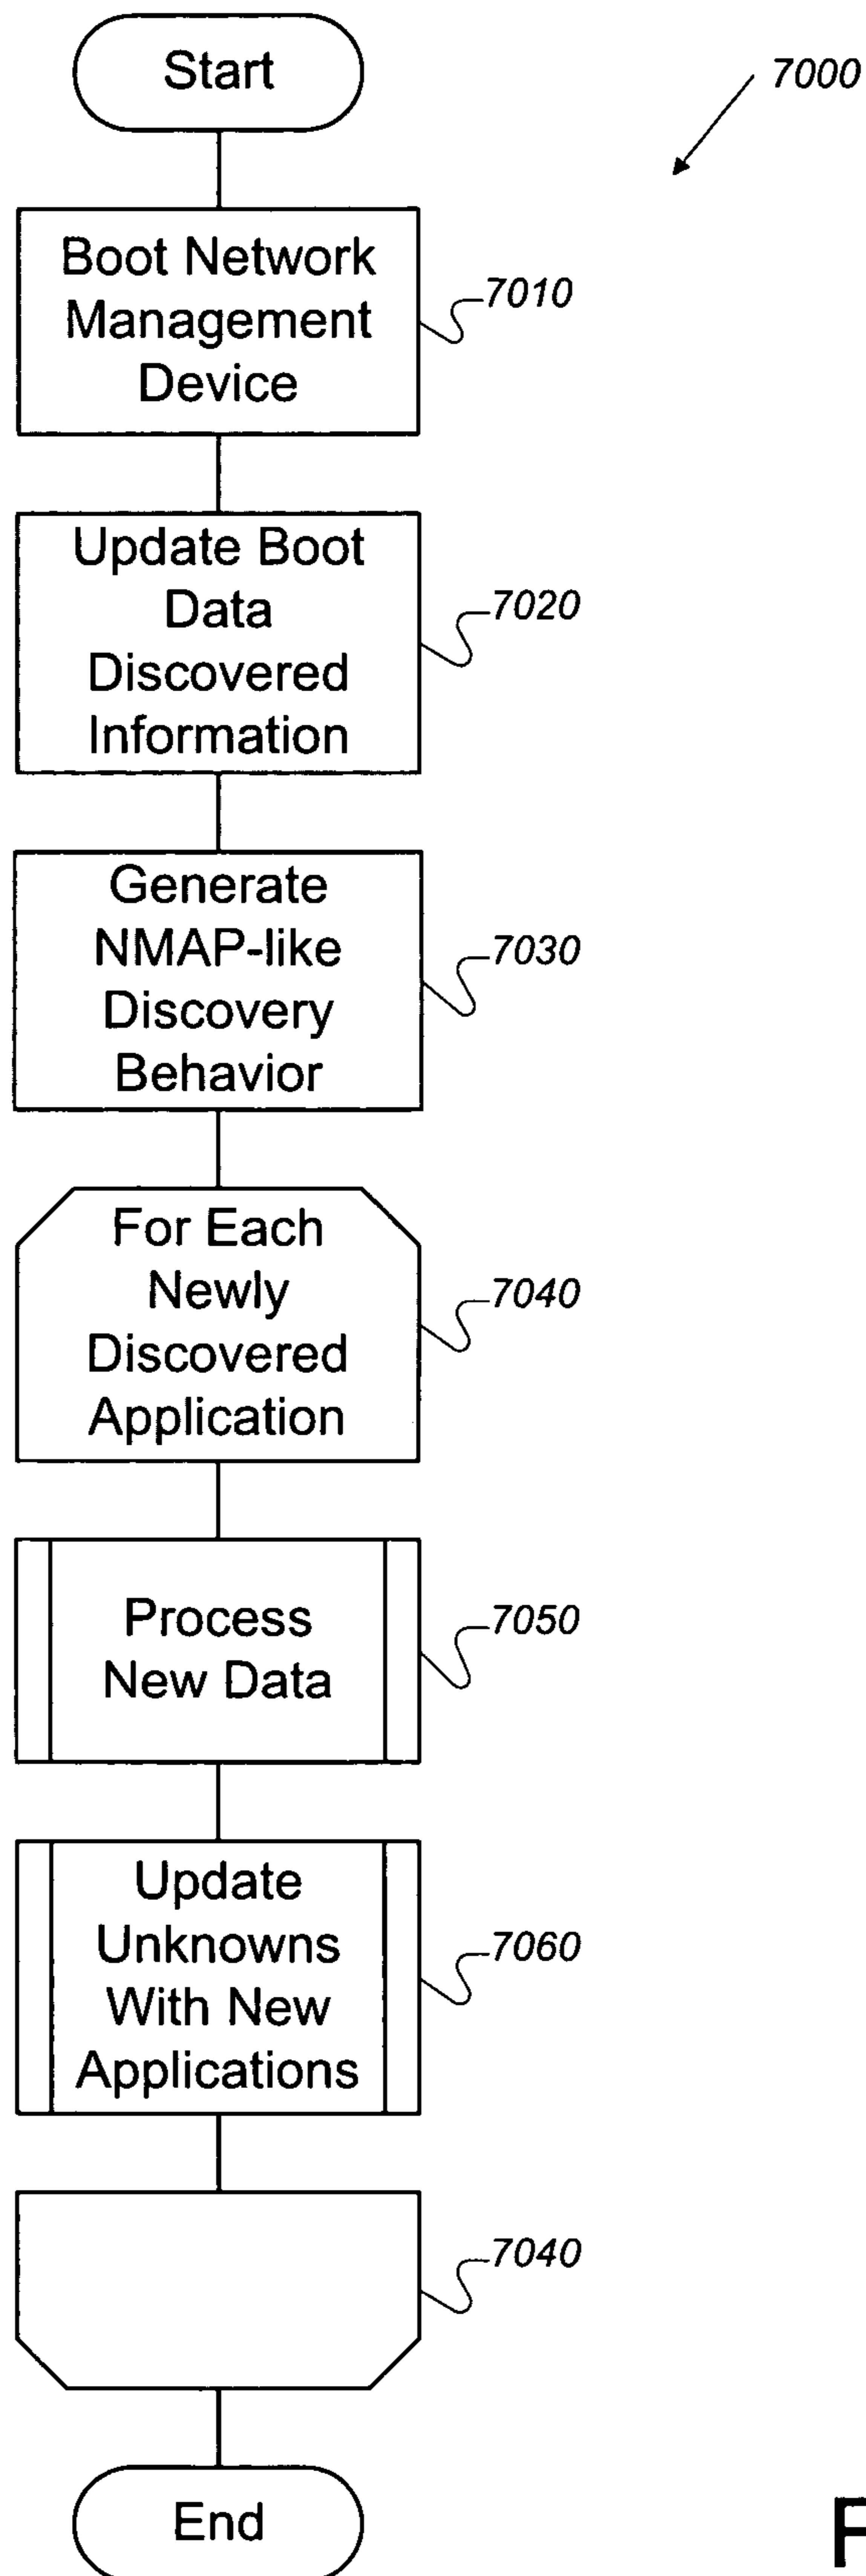 Start
7000
Boot Network
Management
Device
7010
Update Boot
Data
Discovered
Information
7020
Generate
NMAP-like
Discovery
Behavior
7030
For Each
Newly
Discovered
Application
7040
Process
New Data
7050
Update
Unknowns
With New
Applications
7060
7040
End
F